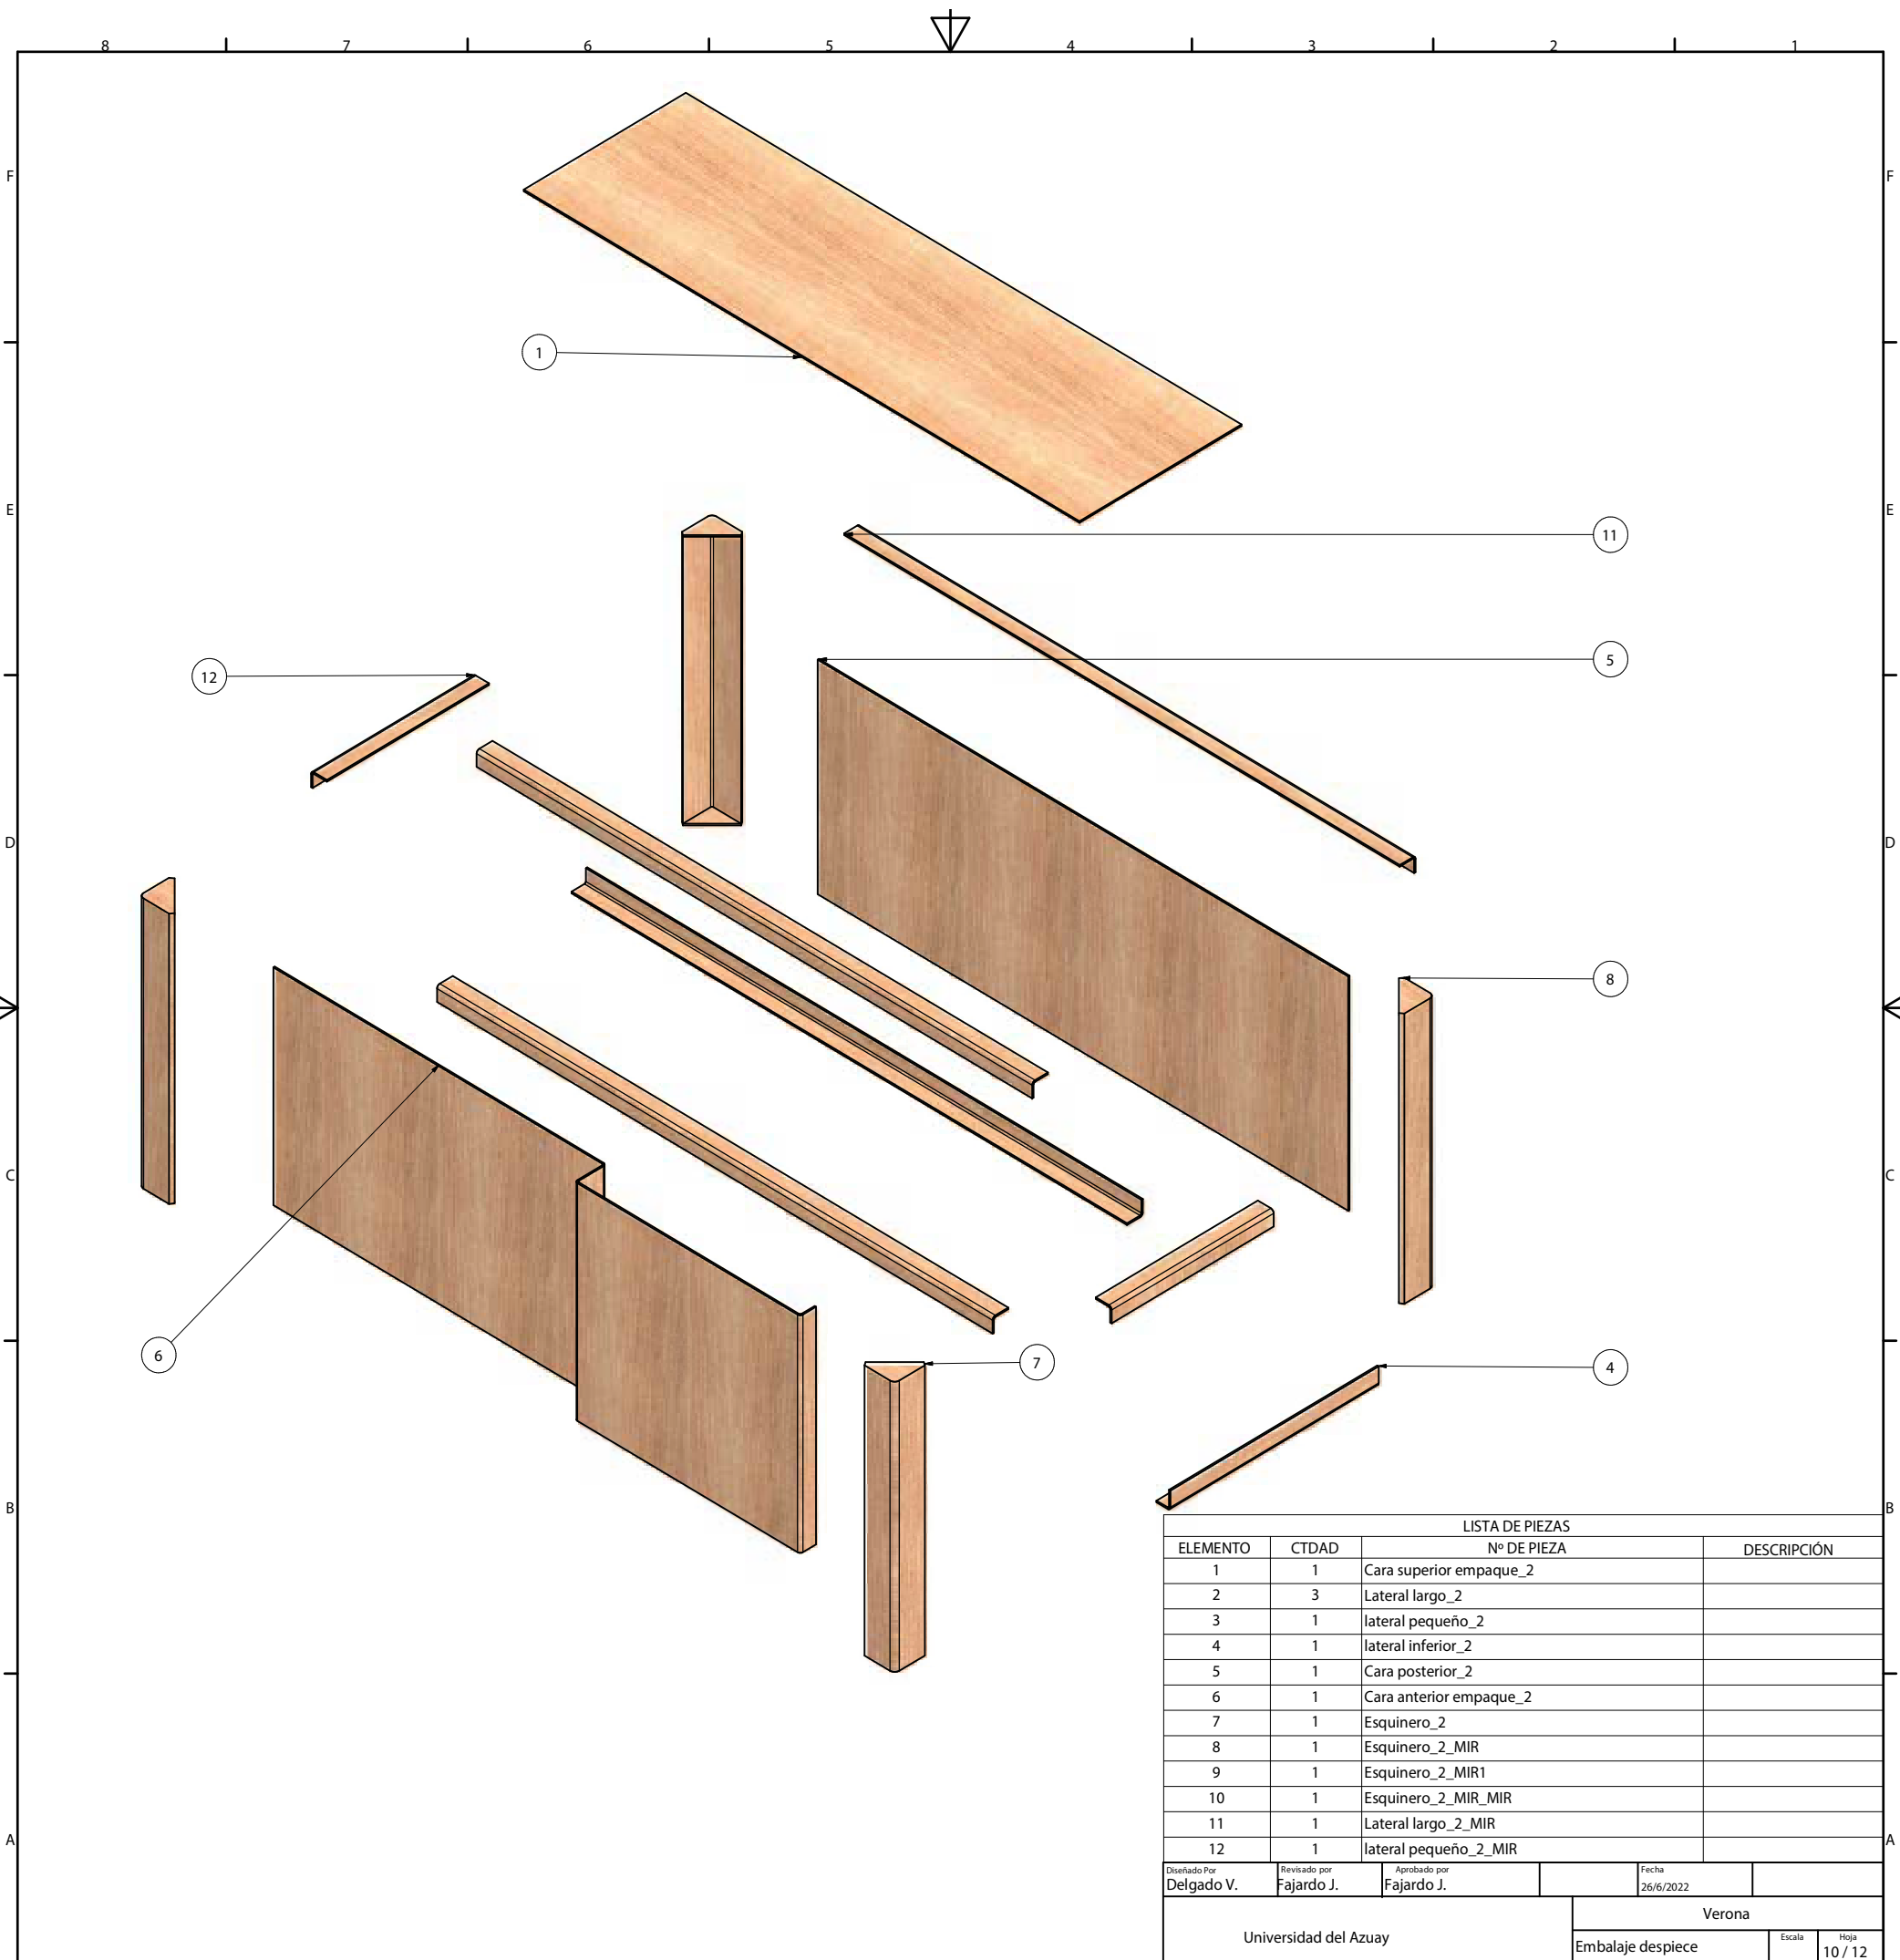 8 7 6 5 4 3 2 1
F F
1
E E
11
5
12
D D
8
C C
6
7
4
B B
LISTA DE PIEZAS
ELEMENTO CTDAD Nº DE PIEZA DESCRIPCIÓN
1 1 Cara superior empaque_2
2 3 Lateral largo_2
3 1 lateral pequeño_2
4 1 lateral inferior_2
5 1 Cara posterior_2
6 1 Cara anterior empaque_2
7 1 Esquinero_2
8 1 Esquinero_2_MIR
9 1 Esquinero_2_MIR1
10 1 Esquinero_2_MIR_MIR
11 1 Lateral largo_2_MIR
A A
12 1 lateral pequeño_2_MIR
Diseñado Por Revisado por Aprobado por Fecha
Delgado V. Fajardo J. Fajardo J. 26/6/2022
Verona
Universidad del Azuay
Escala Hoja
Embalaje despiece 10 / 12